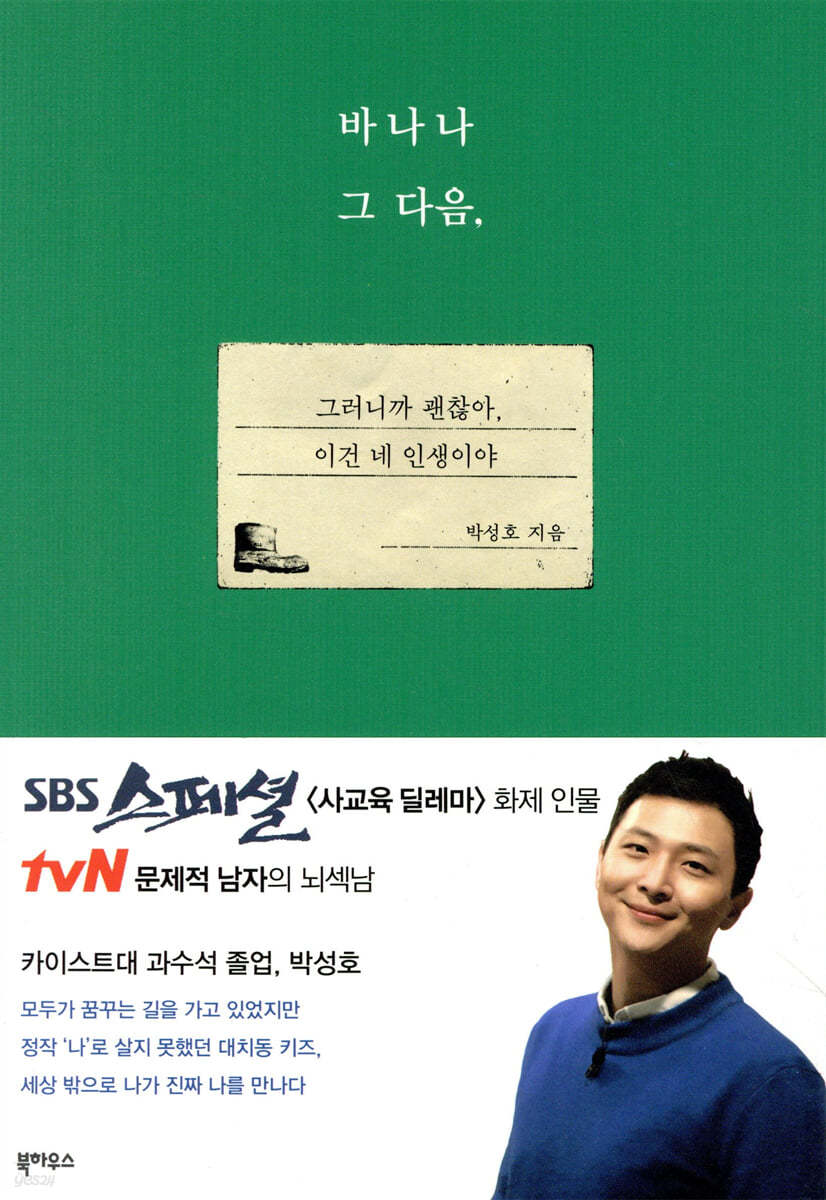 바나나
그 다음,
그러니까 괜찮아,
이건 네 인생이야
박성호 지음
SBS 스페셜 〈사교육 딜레마〉 화제 인물
tvN 문제적 남자의 뇌섹남
카이스트대 과수석 졸업, 박성호
모두가 꿈꾸는 길을 가고 있었지만
정작 ‘나’로 살지 못했던 대치동 키즈,
세상 밖으로 나가 진짜 나를 만나다
북하우스
yes24